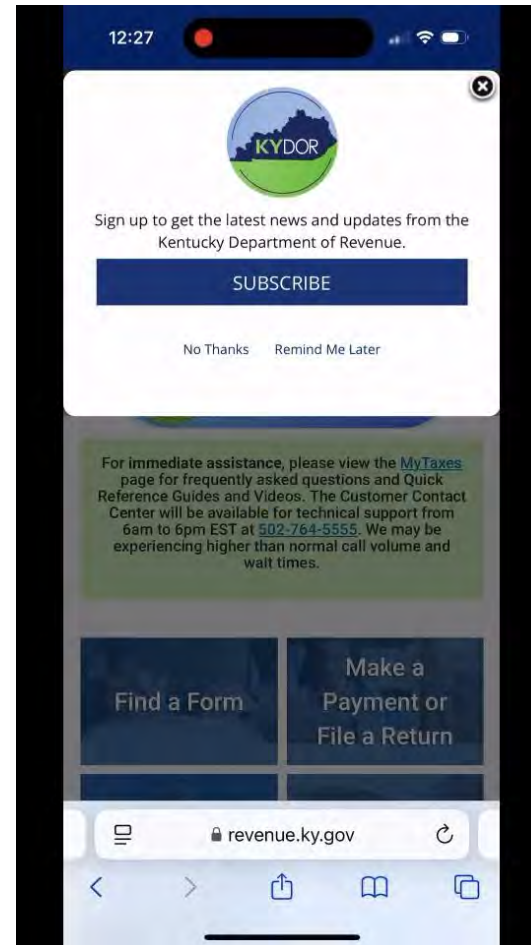 12:27
KYDOR
Sign up to get the latest news and updates from the
Kentucky Department of Revenue.
SUBSCRIBE
No Thanks Remind Me Later
For immediate assistance, please view the MyTaxes
page for frequently asked questions and Quick
Reference Guides and Videos. The Customer Contact
Center will be available for technical support from
6am to 6pm EST at 502-764-5555. We may be
experiencing higher than normal call volume and
wait times.
Find a Form
Make a
Payment or
File a Return
revenue.ky.gov